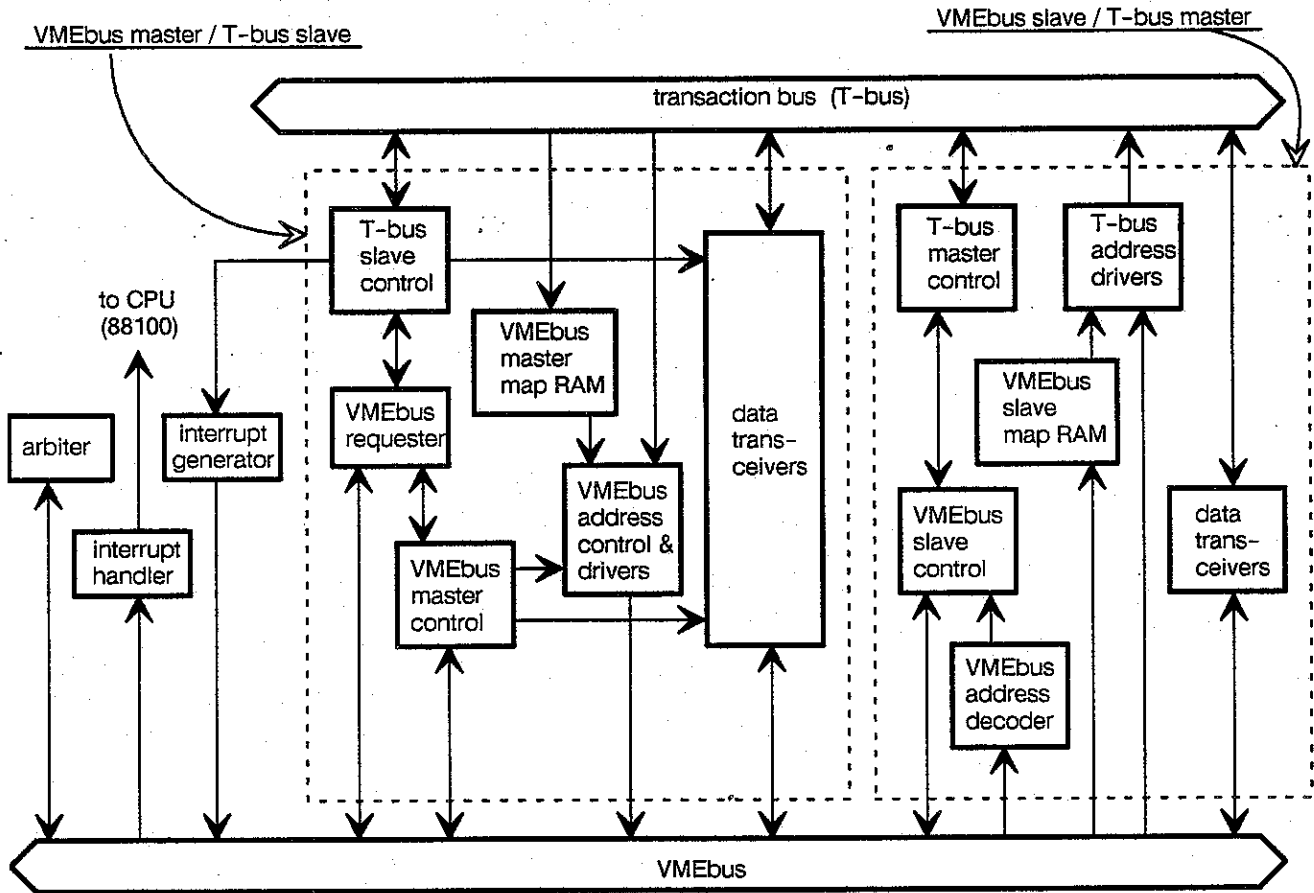 VMEbus master / T-bus slave
VMEbus slave / T-bus master
transaction bus (T-bus)
T-bus
slave
control
T-bus
master
control
T-bus
address
drivers
to CPU
(88100)
VMEbus
master
map RAM
VMEbus
slave
map RAM
arbiter
interrupt
generator
VMEbus
requester
data
trans-
ceivers
interrupt
handler
VMEbus
master
control
VMEbus
address
control &
drivers
VMEbus
slave
control
data
trans-
ceivers
VMEbus
address
decoder
VMEbus